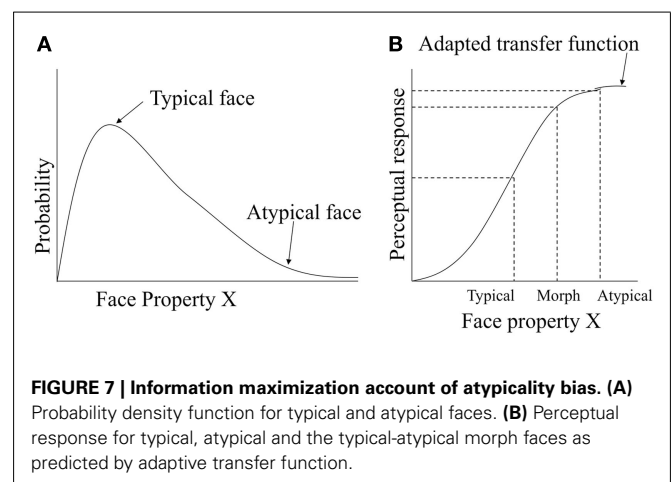 A
Typical face
Atypical face
Probability
Face Property X
B Adapted transfer function
Perceptual response
Typical Morph Atypical
Face property X
FIGURE 7 | Information maximization account of atypicality bias. (A)
Probability density function for typical and atypical faces. (B) Perceptual
response for typical, atypical and the typical-atypical morph faces as
predicted by adaptive transfer function.